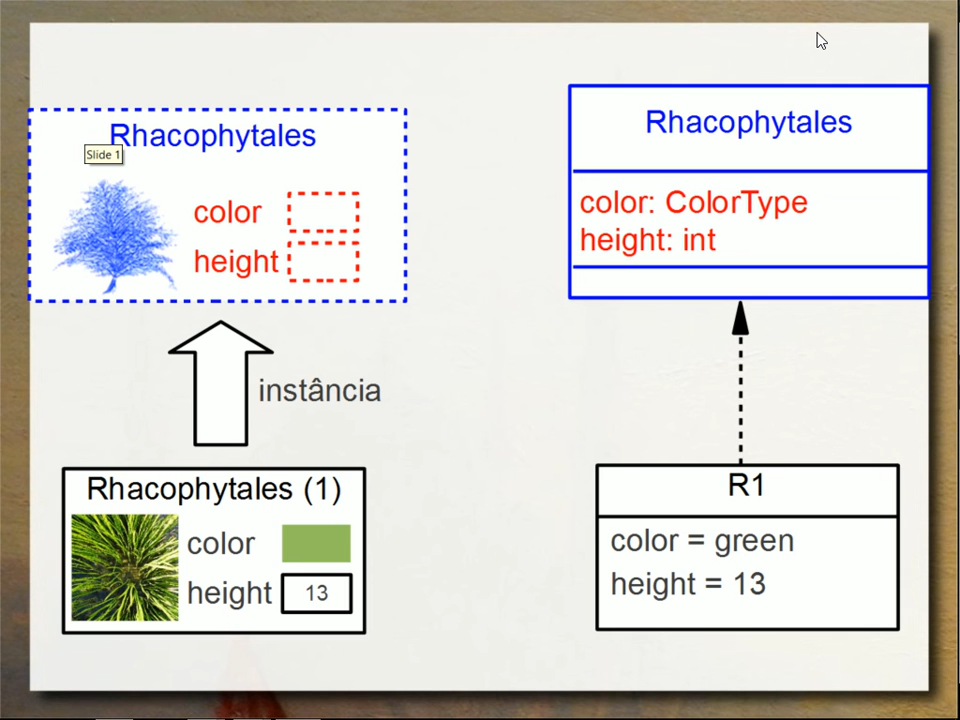 Rhacophytales
Slide 1
color
height
instância
Rhacophytales (1)
color
height 13
Rhacophytales
color: ColorType
height: int
R1
color = green
height = 13